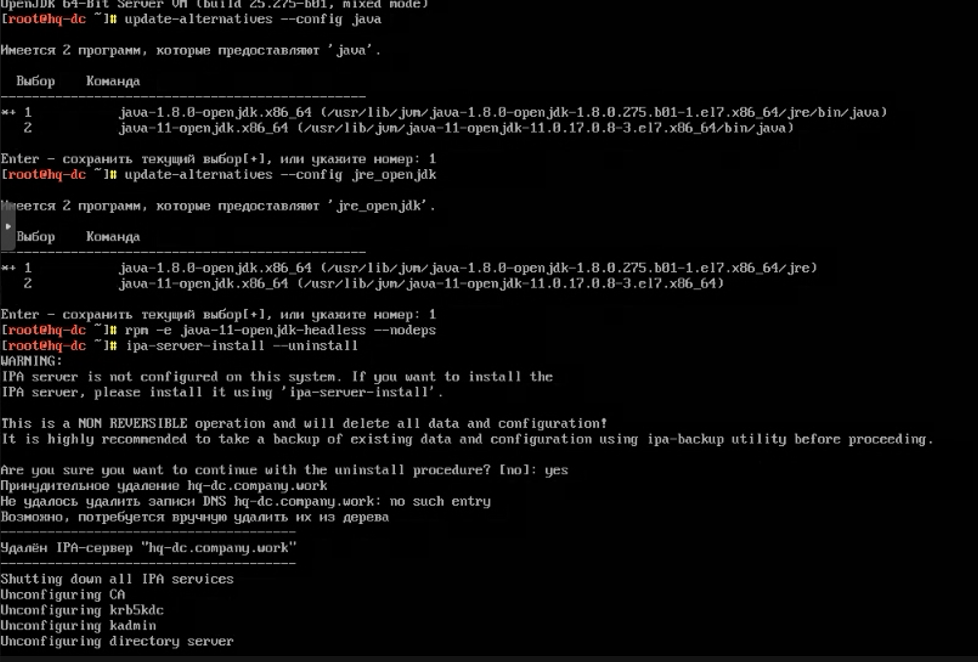 OpenJDK 64-Bit Server VM (build 25.275-b01, mixed mode)
[root@hq-dc ~]# update-alternatives --config java
Имеется 2 программ, которые предоставляют 'java'.
Выбор    Команда
-----------------------------------------------
*+ 1           java-1.8.0-openjdk.x86_64 (/usr/lib/jvm/java-1.8.0-openjdk-1.8.0.275.b01-1.el7.x86_64/jre/bin/java)
2           java-11-openjdk.x86_64 (/usr/lib/jvm/java-11-openjdk-11.0.17.0.8-3.el7.x86_64/bin/java)
Enter - сохранить текущий выбор[+], или укажите номер: 1
[root@hq-dc ~]# update-alternatives --config jre_openjdk
Имеется 2 программ, которые предоставляют 'jre_openjdk'.
Выбор    Команда
-----------------------------------------------
*+ 1           java-1.8.0-openjdk.x86_64 (/usr/lib/jvm/java-1.8.0-openjdk-1.8.0.275.b01-1.el7.x86_64/jre)
2           java-11-openjdk.x86_64 (/usr/lib/jvm/java-11-openjdk-11.0.17.0.8-3.el7.x86_64)
Enter - сохранить текущий выбор[+], или укажите номер: 1
[root@hq-dc ~]# rpm -e java-11-openjdk-headless --nodeps
[root@hq-dc ~]# ipa-server-install --uninstall
WARNING:
IPA server is not configured on this system. If you want to install the
IPA server, please install it using 'ipa-server-install'.
This is a NON REVERSIBLE operation and will delete all data and configuration!
It is highly recommended to take a backup of existing data and configuration using ipa-backup utility before proceeding.
Are you sure you want to continue with the uninstall procedure? [no]: yes
Принудительное удаление hq-dc.company.work
Не удалось удалить записи DNS hq-dc.company.work: no such entry
Возможно, потребуется вручную удалить их из дерева
--------------------------------------
Удалён IPA-сервер "hq-dc.company.work"
--------------------------------------
Shutting down all IPA services
Unconfiguring CA
Unconfiguring krb5kdc
Unconfiguring kadmin
Unconfiguring directory server